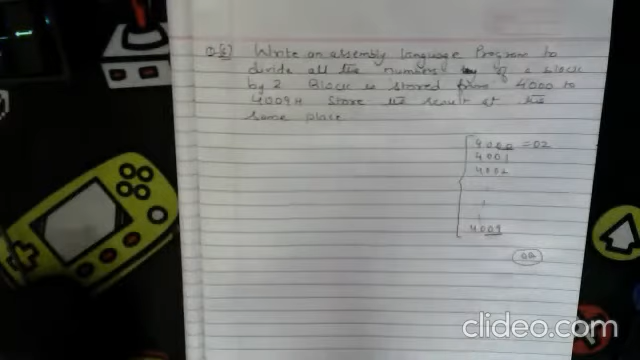 Write an assembly language Program to
divide all the numbers of a block
by 2 Block is stored from 4000 to
4009H Store the result at the
same place
4000 = 02
4001
4002
4009
clideo.com